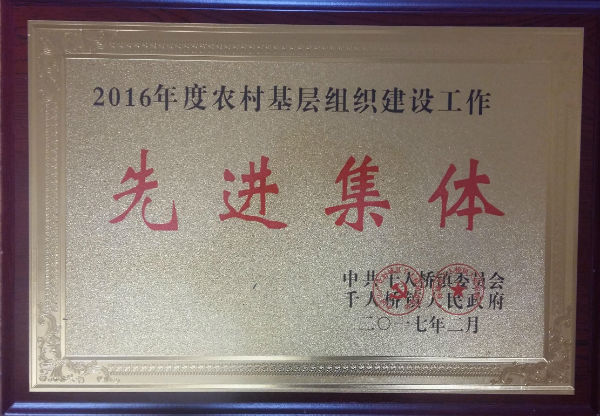 2016年度农村基层组织建设工作
先进集体
中共千人桥镇委员会
千人桥镇人民政府
二〇一七年二月